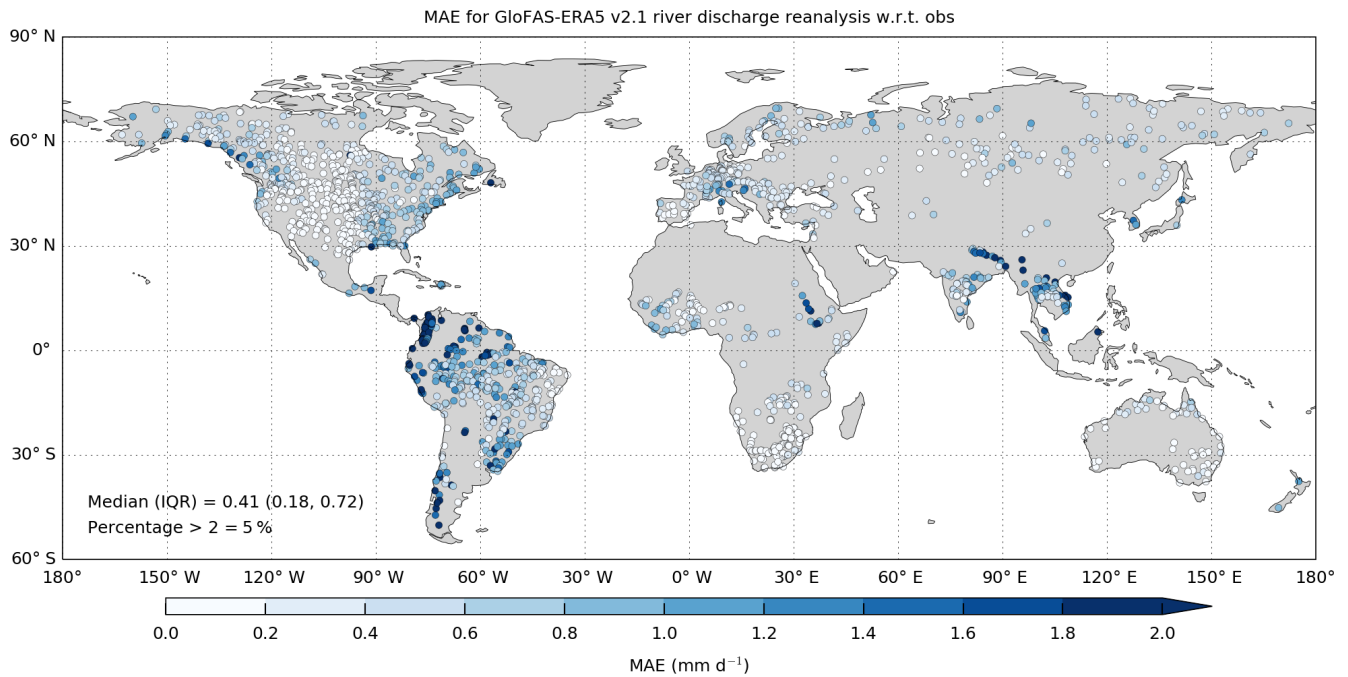 MAE for GloFAS-ERA5 v2.1 river discharge reanalysis w.r.t. obs
90° N
60° N
30° N
0°
30° S
60° S
Median (IQR) = 0.41 (0.18, 0.72)
Percentage > 2 = 5 %
180° 150° W 120° W 90° W 60° W 30° W 0° W 30° E 60° E 90° E 120° E 150° E 180°
0.0 0.2 0.4 0.6 0.8 1.0 1.2 1.4 1.6 1.8 2.0
MAE (mm d⁻¹)